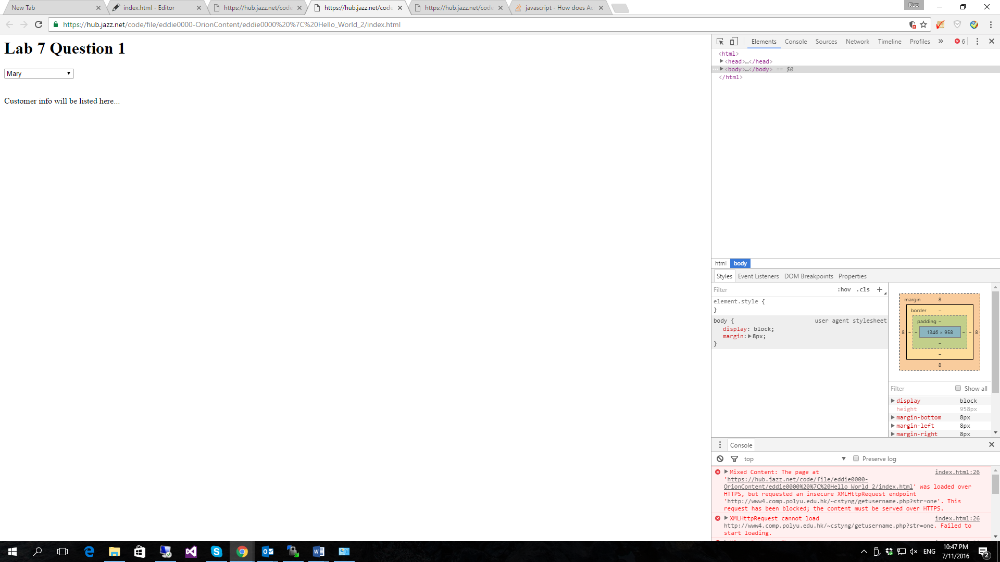 New Tab
index.html - Editor
https://hub.jazz.net/code
https://hub.jazz.net/code
https://hub.jazz.net/code
javascript - How does Ac
Kuo
https://hub.jazz.net/code/file/eddie0000-OrionContent/eddie0000%20%7C%20Hello_World_2/index.html
Lab 7 Question 1
Mary
Customer info will be listed here...
Elements Console Sources Network Timeline Profiles » 6
<html>
<head>…</head>
<body>…</body> == $0
</html>
html body
Styles Event Listeners DOM Breakpoints Properties
Filter :hov .cls +
element.style {
}
body { user agent stylesheet
display: block;
margin: 8px;
}
margin 8
border –
padding –
8 – – 1346 × 958 – – 8
–
–
8
Filter Show all
display block
height 958px
margin-bottom 8px
margin-left 8px
margin-right 8px
Console
top Preserve log
Mixed Content: The page at index.html:26
'https://hub.jazz.net/code/file/eddie0000-
OrionContent/eddie0000%20%7C%20Hello_World_2/index.html' was loaded over
HTTPS, but requested an insecure XMLHttpRequest endpoint
'http://www4.comp.polyu.edu.hk/~cstyng/getusername.php?str=one'. This
request has been blocked; the content must be served over HTTPS.
XMLHttpRequest cannot load index.html:26
http://www4.comp.polyu.edu.hk/~cstyng/getusername.php?str=one. Failed to
start loading.
ENG
10:47 PM
7/11/2016
2